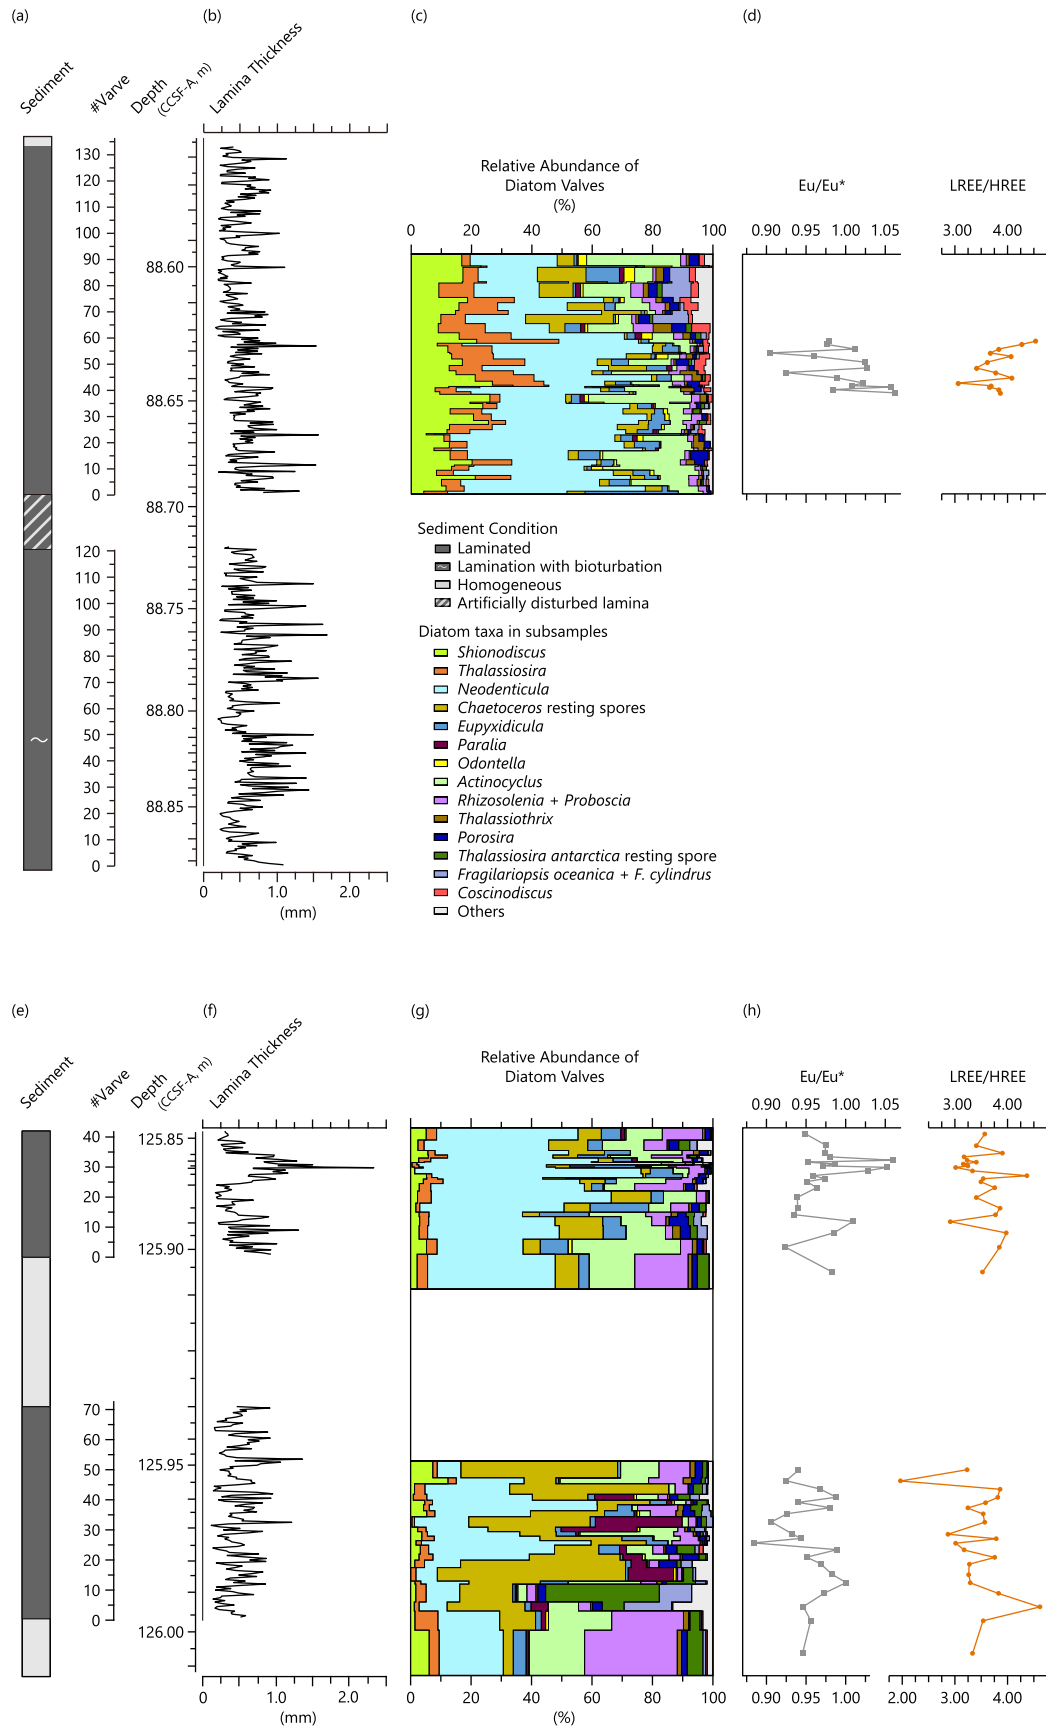 (a)
(b)
(c)
(d)
Sediment
#Varve
Depth
(CCSF-A, m)
Lamina Thickness
Relative Abundance of
Diatom Valves
(%)
Eu/Eu*
LREE/HREE
0 20 40 60 80 100
0.90 0.95 1.00 1.05
3.00 4.00
130
120
110
100
90
80
70
60
50
40
30
20
10
0
120
110
100
90
80
70
60
50
40
30
20
10
0
88.60
88.65
88.70
88.75
88.80
88.85
0 1.0 2.0
(mm)
Sediment Condition
Laminated
~ Lamination with bioturbation
Homogeneous
Artificially disturbed lamina
Diatom taxa in subsamples
Shionodiscus
Thalassiosira
Neodenticula
Chaetoceros resting spores
Eupyxidicula
Paralia
Odontella
Actinocyclus
Rhizosolenia + Proboscia
Thalassiothrix
Porosira
Thalassiosira antarctica resting spore
Fragilariopsis oceanica + F. cylindrus
Coscinodiscus
Others
(e)
(f)
(g)
(h)
Sediment
#Varve
Depth
(CCSF-A, m)
Lamina Thickness
Relative Abundance of
Diatom Valves
Eu/Eu*
LREE/HREE
0.90 0.95 1.00 1.05
3.00 4.00
40
30
20
10
0
70
60
50
40
30
20
10
0
125.85
125.90
125.95
126.00
0 1.0 2.0
(mm)
0 20 40 60 80 100
(%)
0.90 0.95 1.00
2.00 3.00 4.00